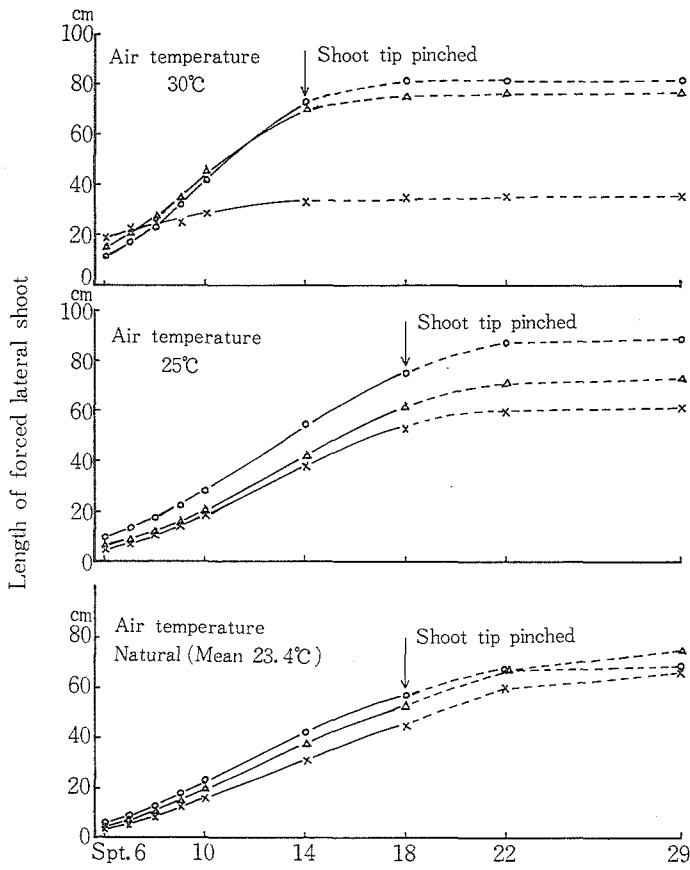 cm
100
80
60
40
20
0
Air temperature
30℃
Shoot tip pinched
cm
100
80
60
40
20
0
Air temperature
25℃
Shoot tip pinched
Length of forced lateral shoot
cm
80
60
40
20
0
Air temperature
Natural (Mean 23.4℃)
Shoot tip pinched
Spt. 6 10 14 18 22 29